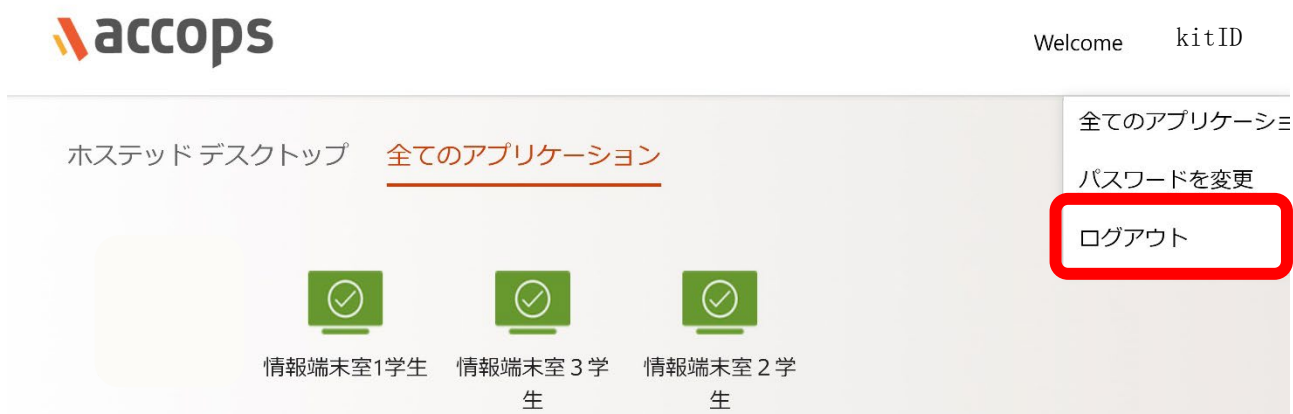 accops
Welcome kitID
全てのアプリケーショ
ホステッド デスクトップ 全てのアプリケーション
パスワードを変更
ログアウト
情報端末室1学生 情報端末室３学 情報端末室２学
生 生